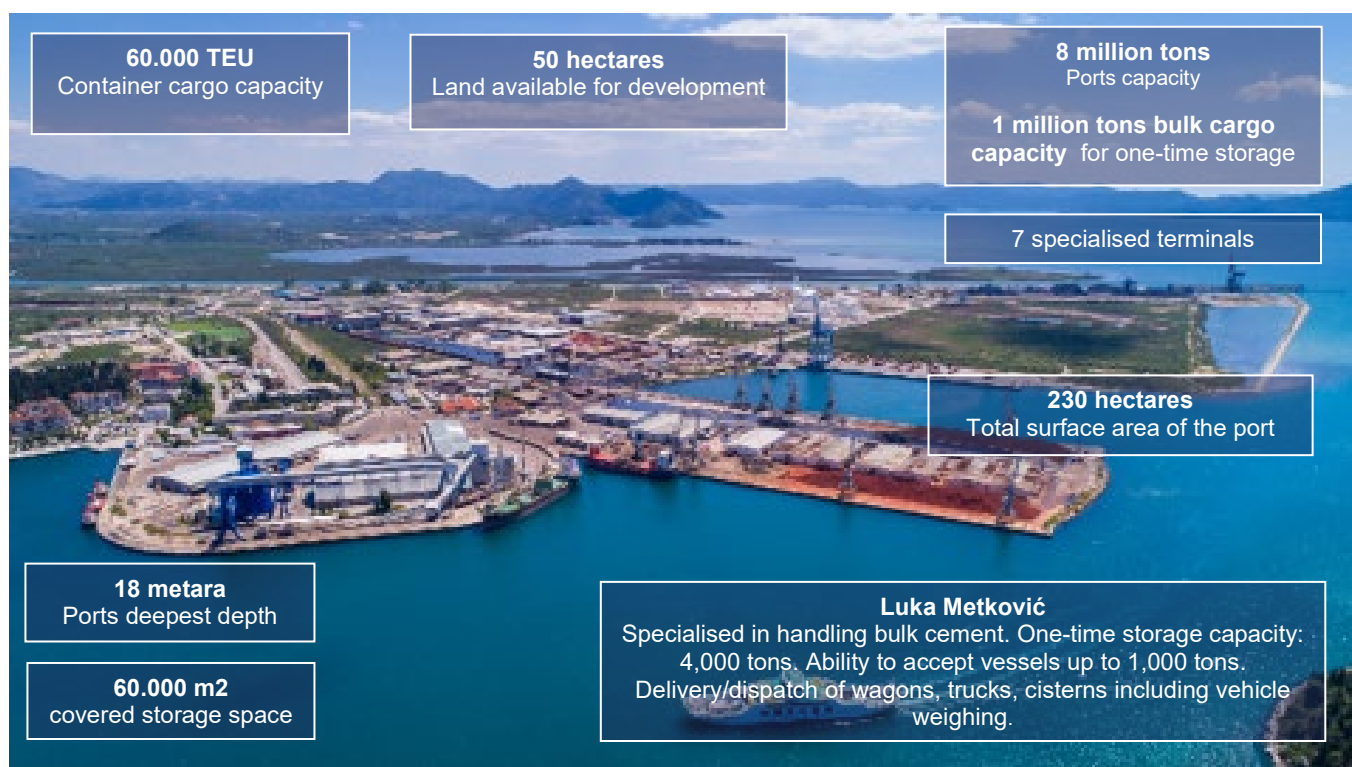 60.000 TEU
Container cargo capacity
50 hectares
Land available for development
8 million tons
Ports capacity
1 million tons bulk cargo
capacity for one-time storage
7 specialised terminals
230 hectares
Total surface area of the port
18 metara
Ports deepest depth
60.000 m2
covered storage space
Luka Metković
Specialised in handling bulk cement. One-time storage capacity:
4,000 tons. Ability to accept vessels up to 1,000 tons.
Delivery/dispatch of wagons, trucks, cisterns including vehicle
weighing.